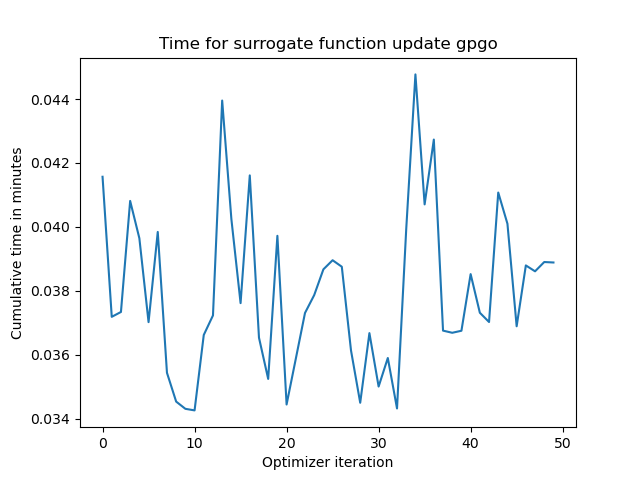 Time for surrogate function update gpgo
Cumulative time in minutes
0.044
0.042
0.040
0.038
0.036
0.034
0 10 20 30 40 50
Optimizer iteration